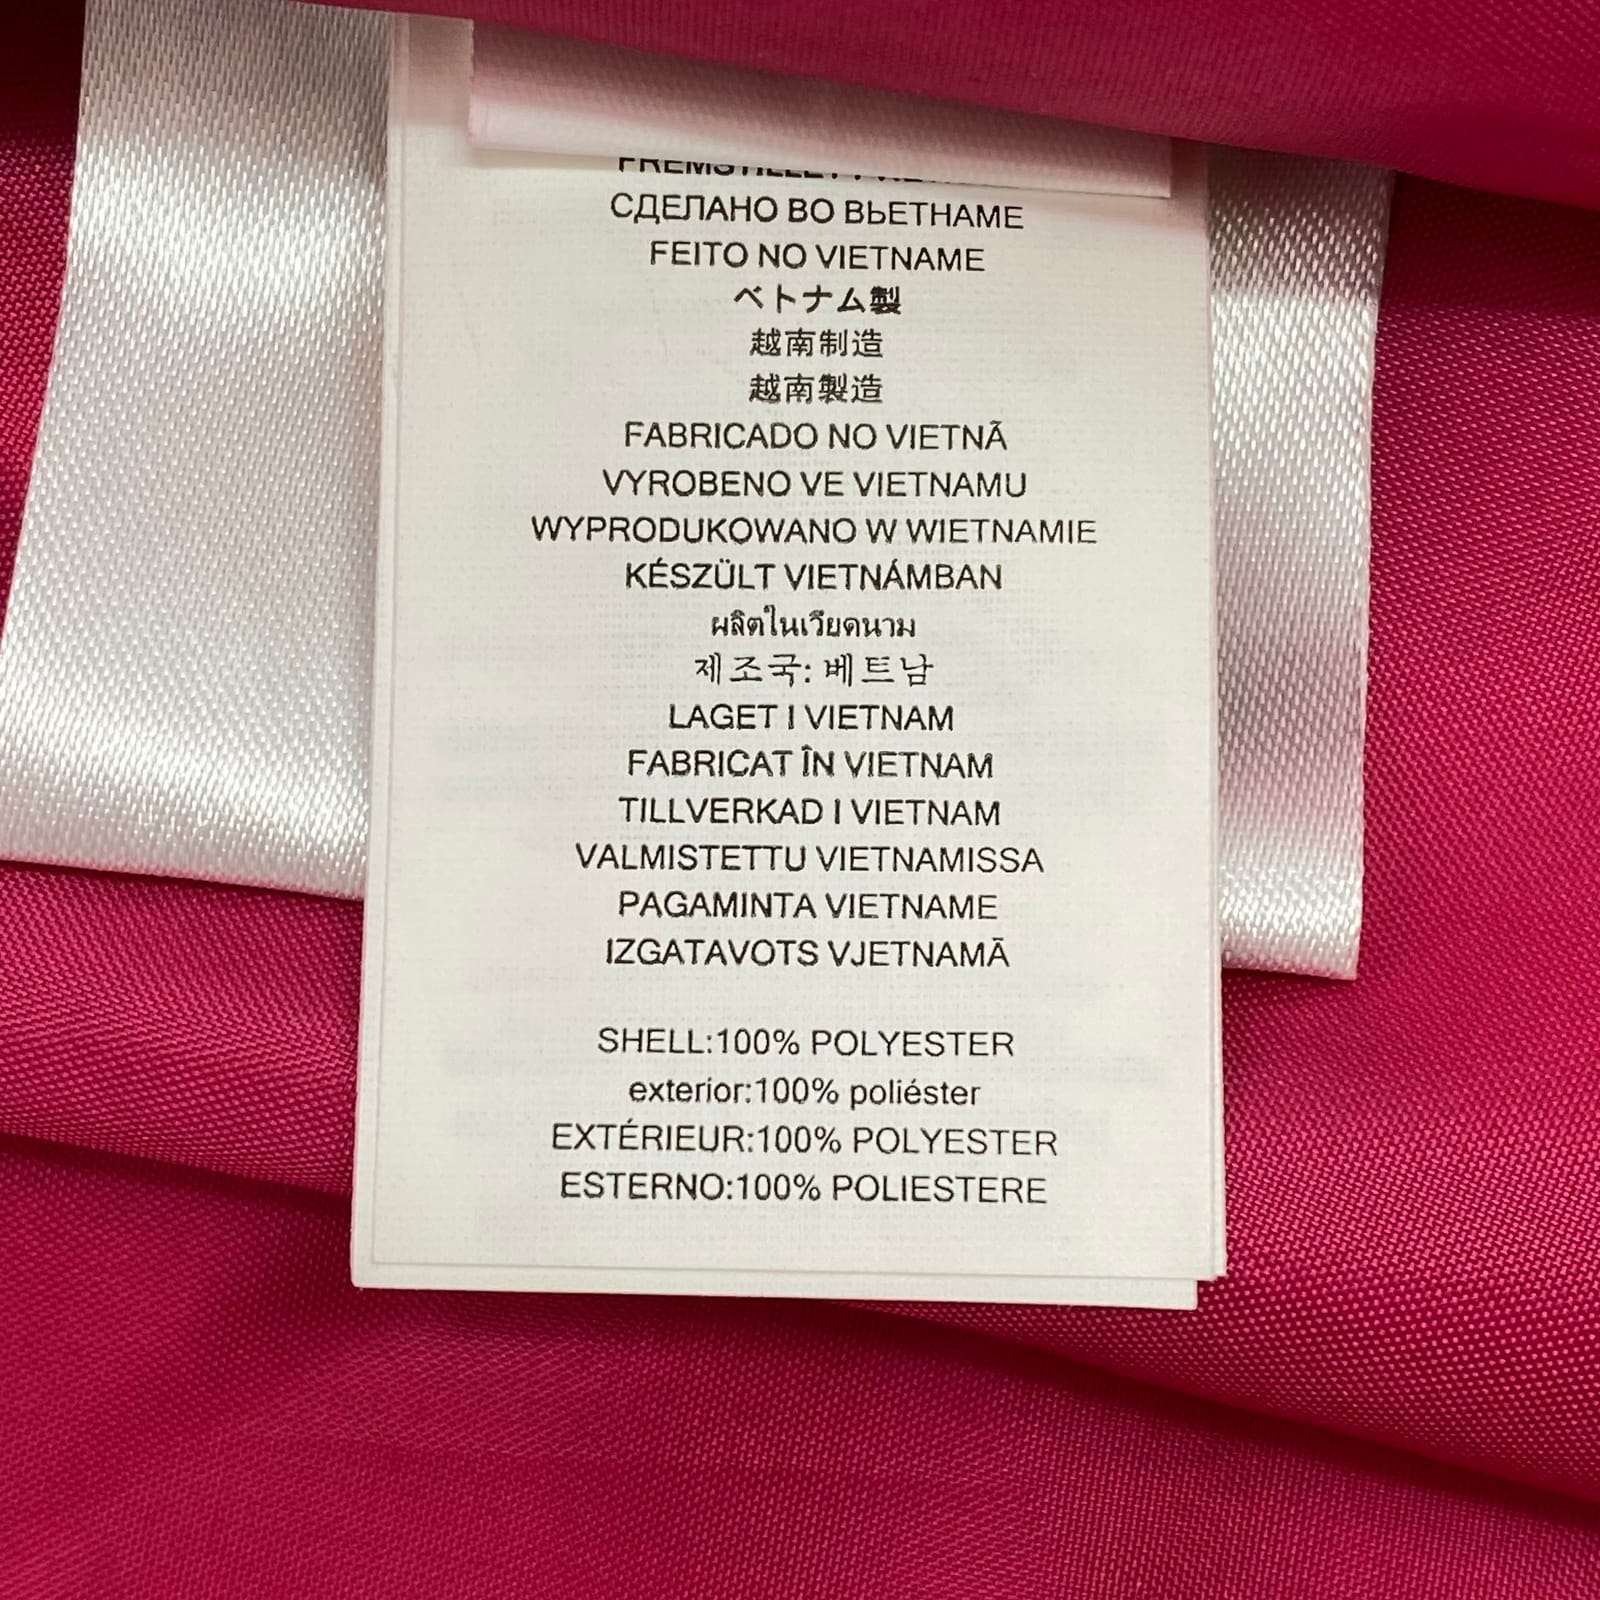 СДЕЛАНО ВО ВЬЕТНАМЕ
FEITO NO VIETNAME
ベトナム製
越南制造
越南製造
FABRICADO NO VIETNÃ
VYROBENO VE VIETNAMU
WYPRODUKOWANO W WIETNAMIE
KÉSZÜLT VIETNÁMBAN
ผลิตในเวียดนาม
제조국: 베트남
LAGET I VIETNAM
FABRICAT ÎN VIETNAM
TILLVERKAD I VIETNAM
VALMISTETTU VIETNAMISSA
PAGAMINTA VIETNAME
IZGATAVOTS VJETNAMĀ
SHELL:100% POLYESTER
exterior:100% poliéster
EXTÉRIEUR:100% POLYESTER
ESTERNO:100% POLIESTERE